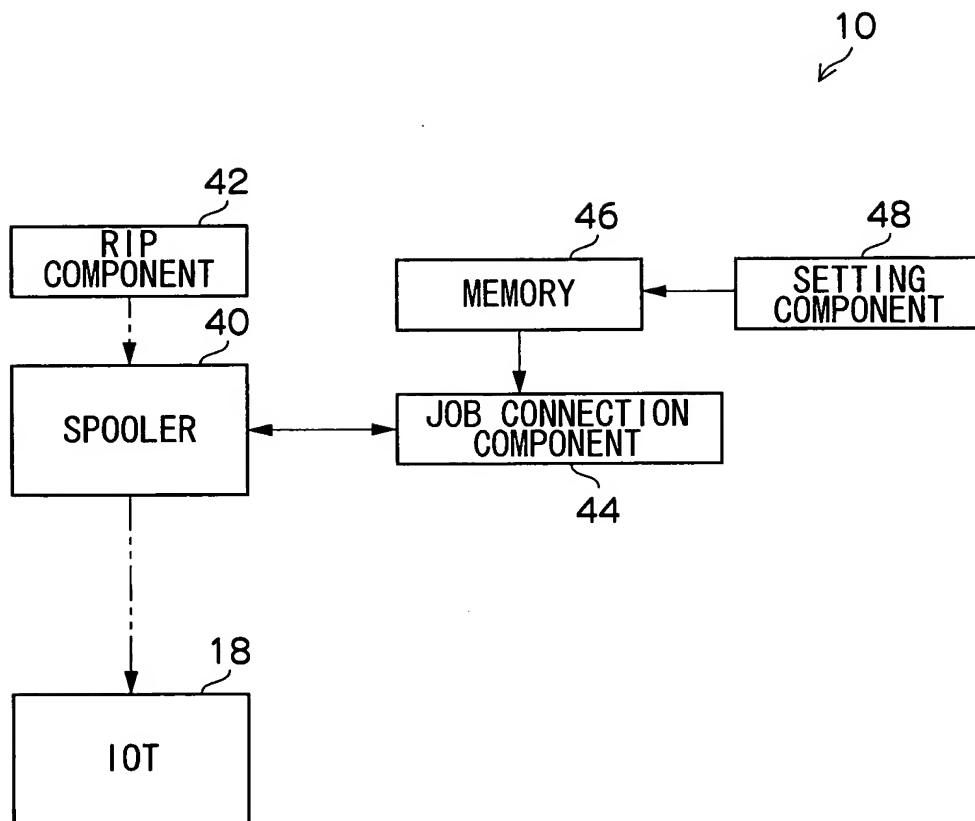 10
42
RIP
COMPONENT
46
MEMORY
48
SETTING
COMPONENT
40
SPOOLER
JOB CONNECTION
COMPONENT
44
18
IOT